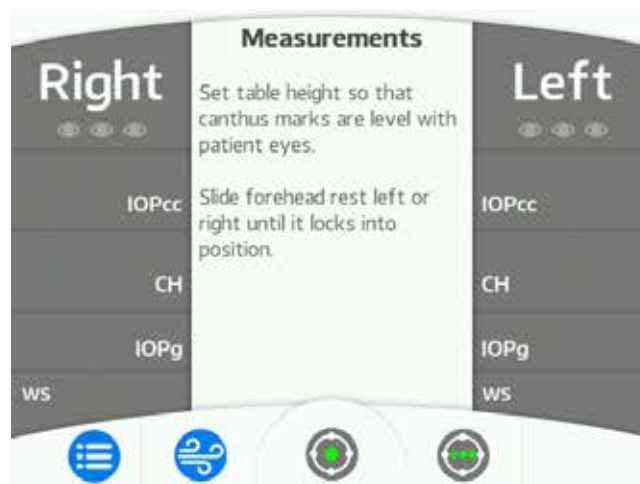 Measurements
Right
Left
Set table height so that
canthus marks are level with
patient eyes.
Slide forehead rest left or
right until it locks into
position.
IOPcc
IOPcc
CH
CH
IOPg
IOPg
WS
WS